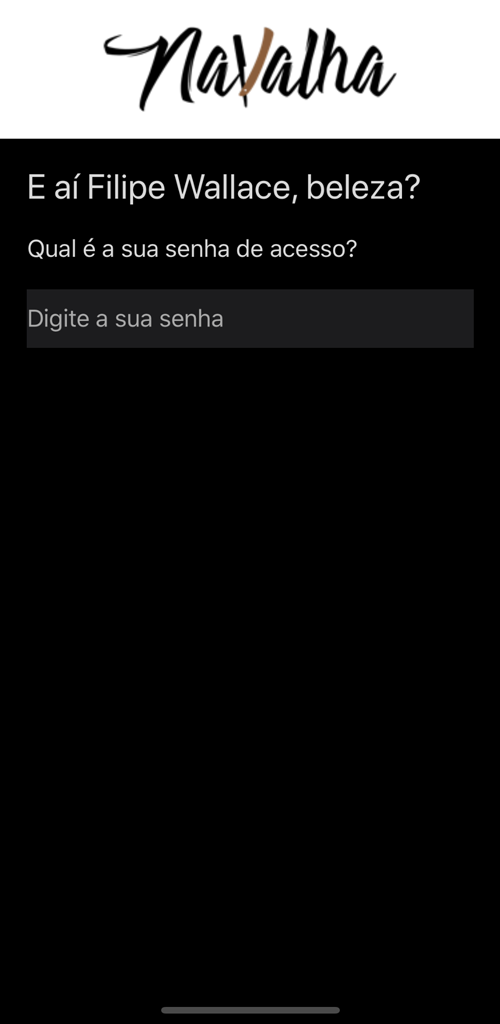 Navalha
E aí Filipe Wallace, beleza?
Qual é a sua senha de acesso?
Digite a sua senha